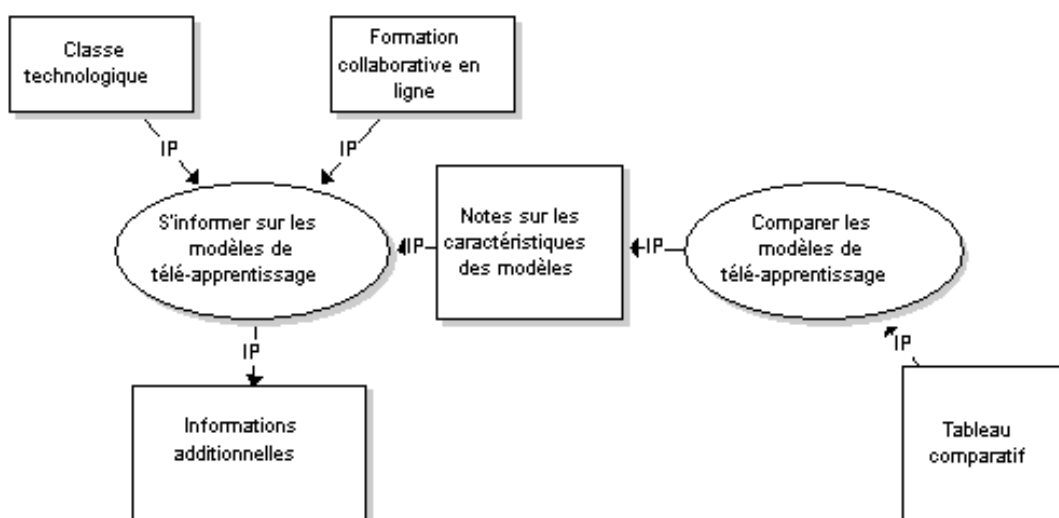 Classe
technologique
Formation
collaborative en
ligne
IP
IP
S'informer sur les
modèles de
télé-apprentissage
IP
Notes sur les
caractéristiques
des modèles
IP
Comparer les
modèles de
télé-apprentissage
IP
IP
Informations
additionnelles
Tableau
comparatif